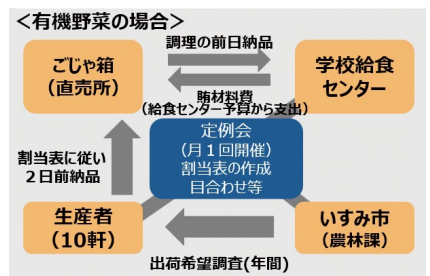 <有機野菜の場合>
調理の前日納品
ごじゃ箱
(直売所)
学校給食
センター
賄材料費
(給食センター予算から支出)
定例会
(月1回開催)
割当表の作成
目合わせ等
割当表に従い
2日前納品
生産者
(10軒)
いすみ市
(農林課)
出荷希望調査(年間)